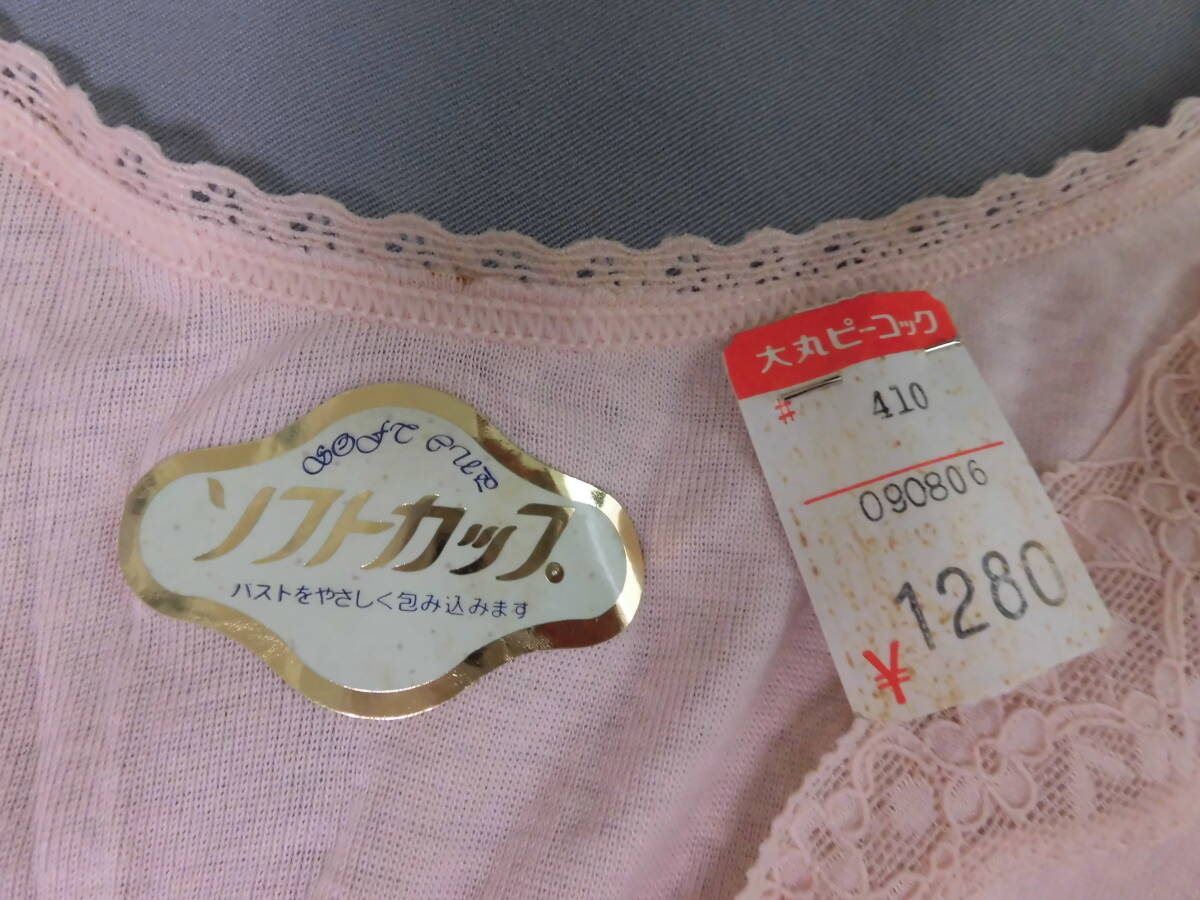 SOFT CUP
ソフトカップ。
バストをやさしく包み込みます
大丸ピーコック
# 410
090806
¥1280